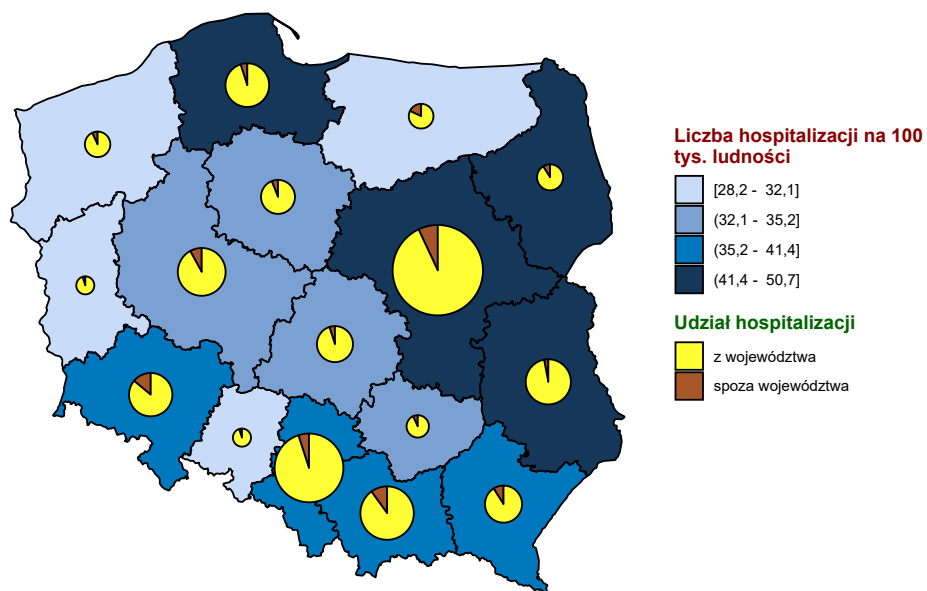 Liczba hospitalizacji na 100
tys. ludności
[28,2 - 32,1]
(32,1 - 35,2]
(35,2 - 41,4]
(41,4 - 50,7]
Udział hospitalizacji
z województwa
spoza województwa